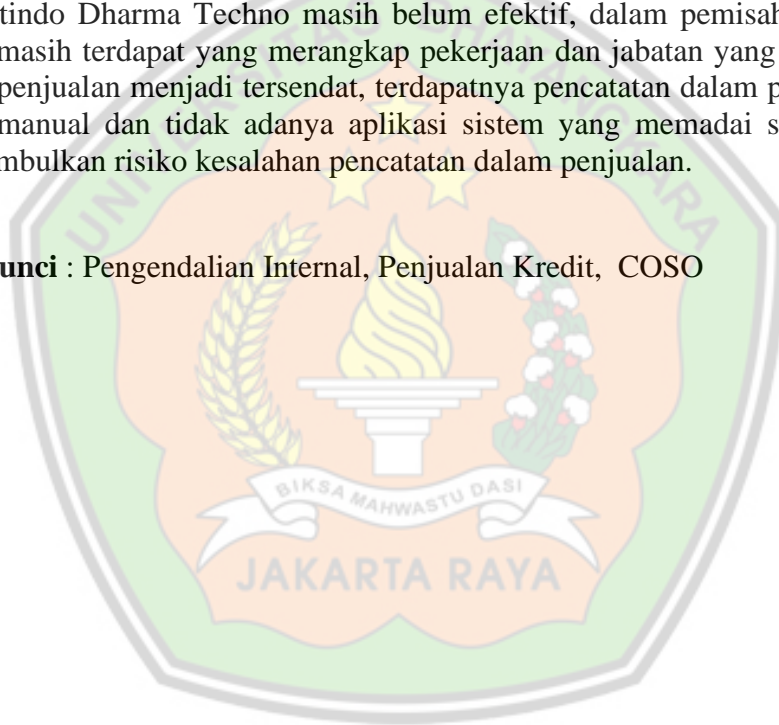 tindo Dharma Techno masih belum efektif, dalam pemisah
masih terdapat yang merangkap pekerjaan dan jabatan yang
penjualan menjadi tersendat, terdapatnya pencatatan dalam p
manual dan tidak adanya aplikasi sistem yang memadai s
mbulkan risiko kesalahan pencatatan dalam penjualan.
unci : Pengendalian Internal, Penjualan Kredit, COSO
BIKSA MAHWASTU DASI
JAKARTA RAYA